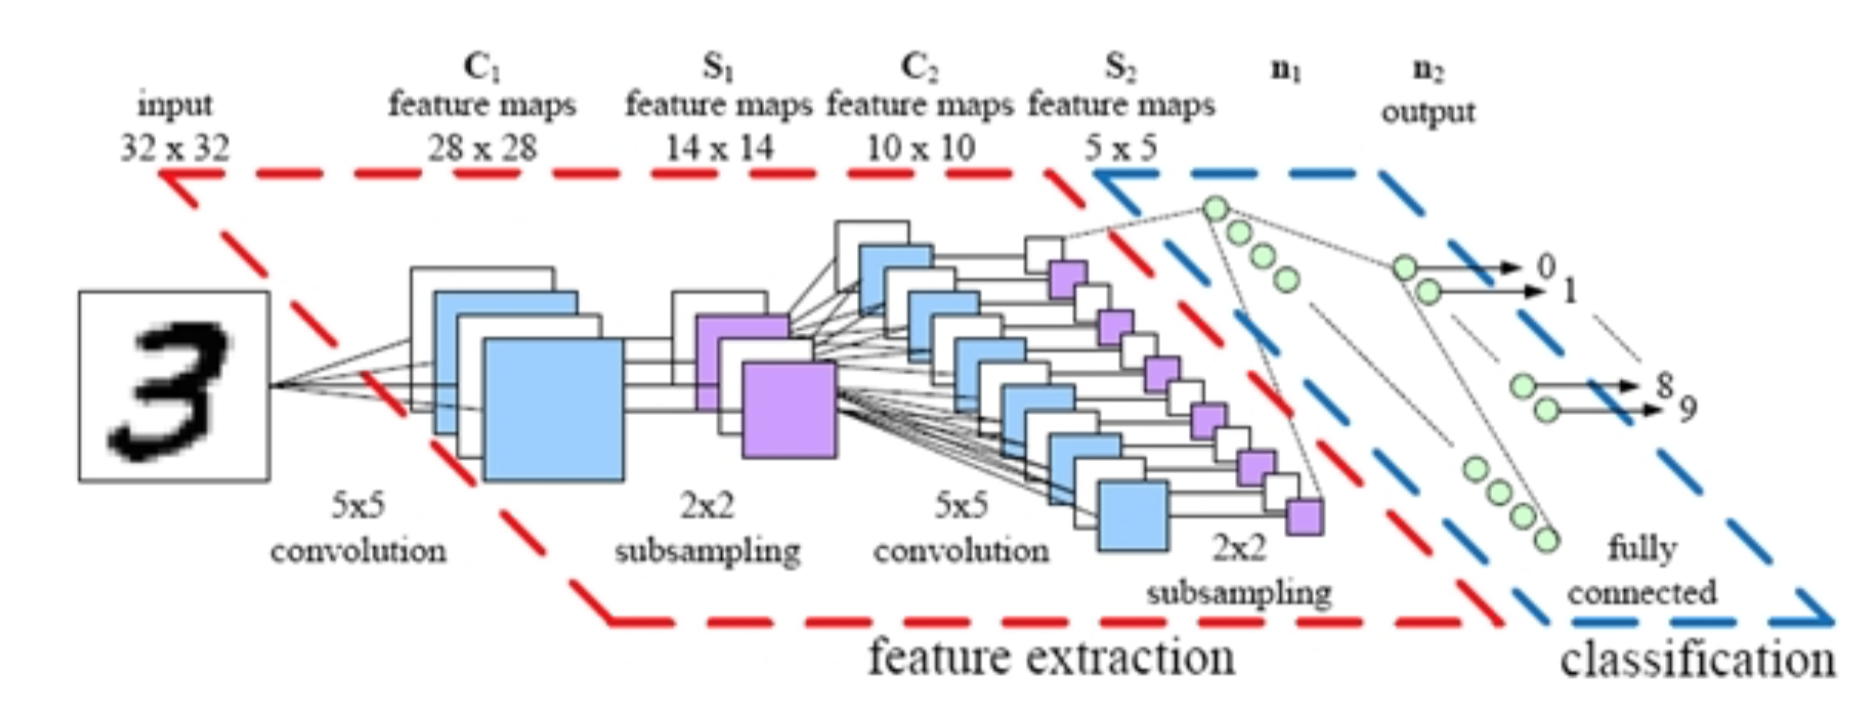 input
32 x 32
C1
feature maps
28 x 28
S1
feature maps
14 x 14
C2
feature maps
10 x 10
S2
feature maps
5 x 5
n1
n2
output
3
0
1
8
9
5x5
convolution
2x2
subsampling
5x5
convolution
2x2
subsampling
fully
connected
feature extraction
classification